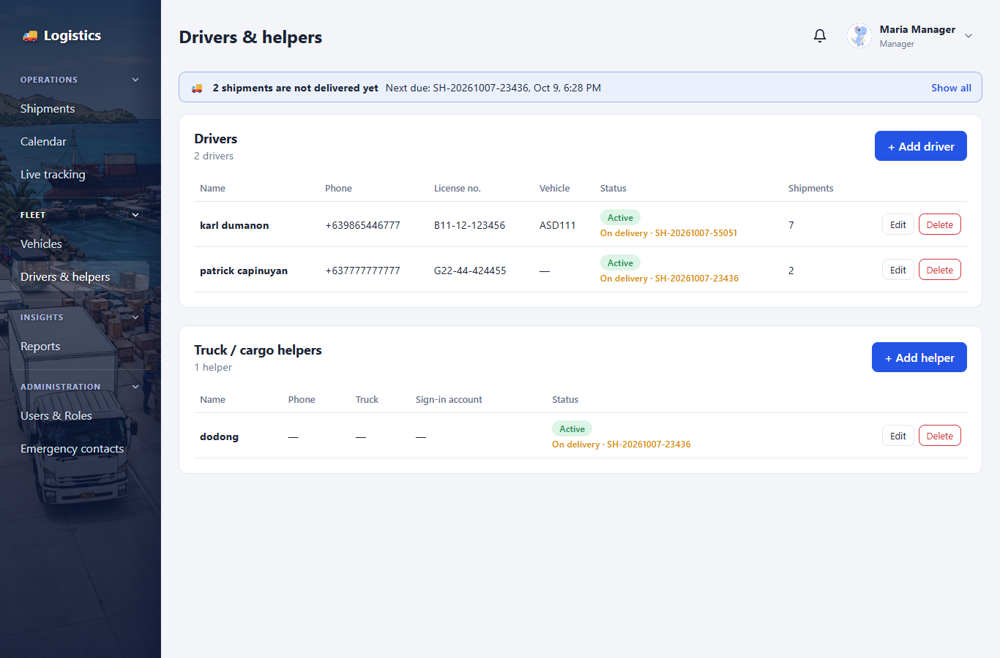 Logistics
OPERATIONS
Shipments
Calendar
Live tracking
FLEET
Vehicles
Drivers & helpers
INSIGHTS
Reports
ADMINISTRATION
Users & Roles
Emergency contacts
Drivers & helpers
Maria Manager
Manager
2 shipments are not delivered yet Next due: SH-20261007-23436, Oct 9, 6:28 PM Show all
Drivers
2 drivers
+ Add driver
Name Phone License no. Vehicle Status Shipments
karl dumanon +639865446777 B11-12-123456 ASD111 Active 7 Edit Delete
On delivery · SH-20261007-55051
patrick capinuyan +637777777777 G22-44-424455 — Active 2 Edit Delete
On delivery · SH-20261007-23436
Truck / cargo helpers
1 helper
+ Add helper
Name Phone Truck Sign-in account Status
dodong — — — Active Edit Delete
On delivery · SH-20261007-23436